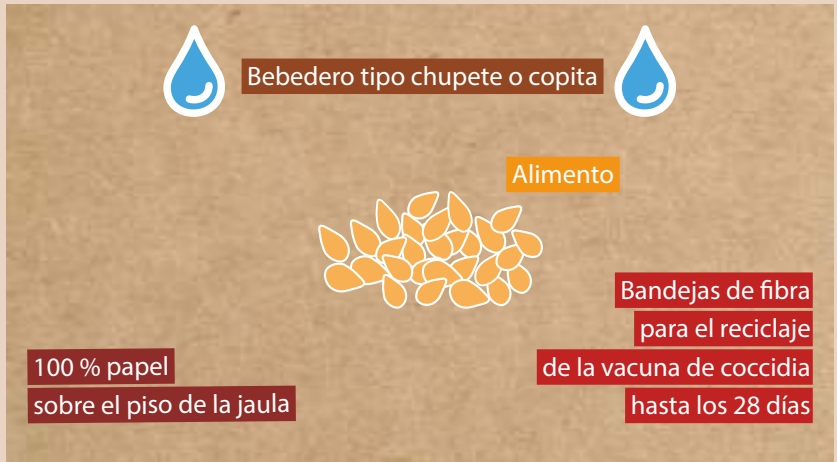 Bebedero tipo chupete o copita
Alimento
100 % papel
sobre el piso de la jaula
Bandejas de fibra
para el reciclaje
de la vacuna de coccidia
hasta los 28 días